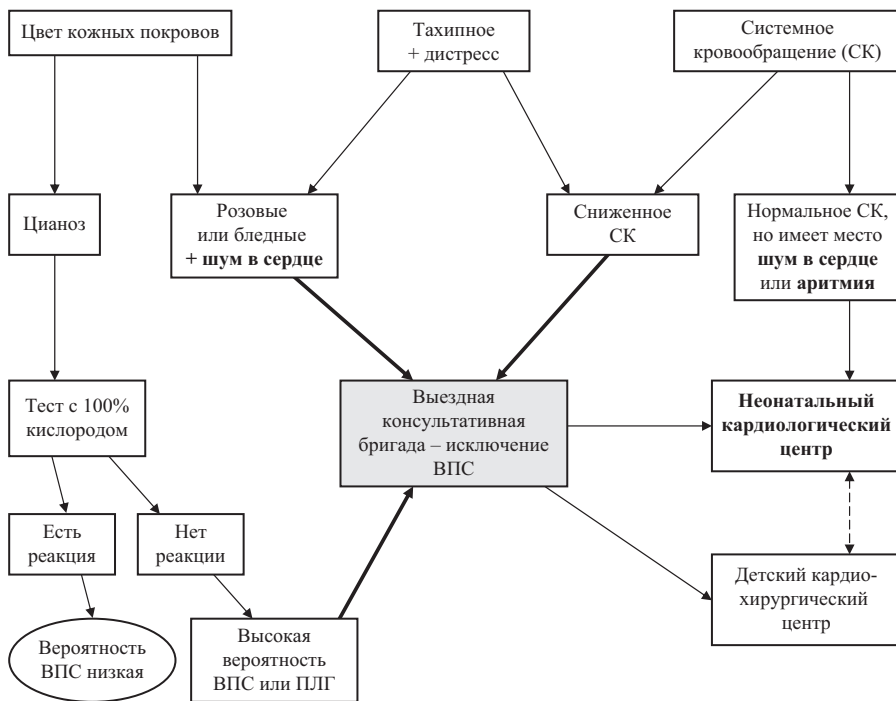 Цвет кожных покровов
Тахипное
+ дистресс
Системное
кровообращение (СК)
Цианоз
Розовые
или бледные
+ шум в сердце
Сниженное
СК
Нормальное СК,
но имеет место
шум в сердце
или аритмия
Тест с 100%
кислородом
Выездная
консультативная
бригада – исключение
ВПС
Неонатальный
кардиологический
центр
Есть
реакция
Нет
реакции
Детский кардио-
хирургический
центр
Вероятность
ВПС низкая
Высокая
вероятность
ВПС или ПЛГ